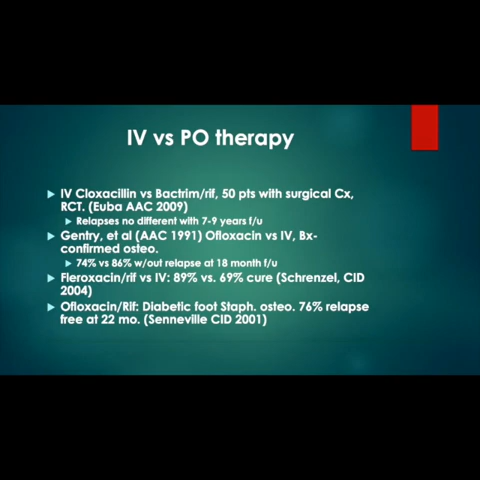 IV vs PO therapy
IV Cloxacillin vs Bactrim/rif, 50 pts with surgical Cx,
RCT. (Euba AAC 2009)
Relapses no different with 7-9 years f/u
Gentry, et al (AAC 1991) Ofloxacin vs IV, Bx-
confirmed osteo.
74% vs 86% w/out relapse at 18 month f/u
Fleroxacin/rif vs IV: 89% vs. 69% cure (Schrenzel, CID
2004)
Ofloxacin/Rif: Diabetic foot Staph. osteo. 76% relapse
free at 22 mo. (Senneville CID 2001)